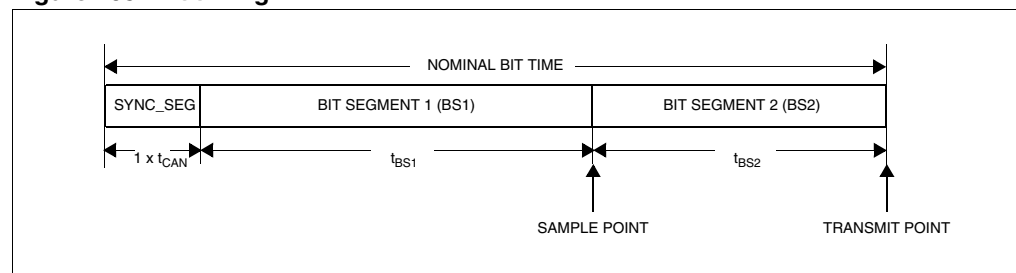 NOMINAL BIT TIME
SYNC_SEG BIT SEGMENT 1 (BS1) BIT SEGMENT 2 (BS2)
1 x tCAN tBS1 tBS2
SAMPLE POINT TRANSMIT POINT